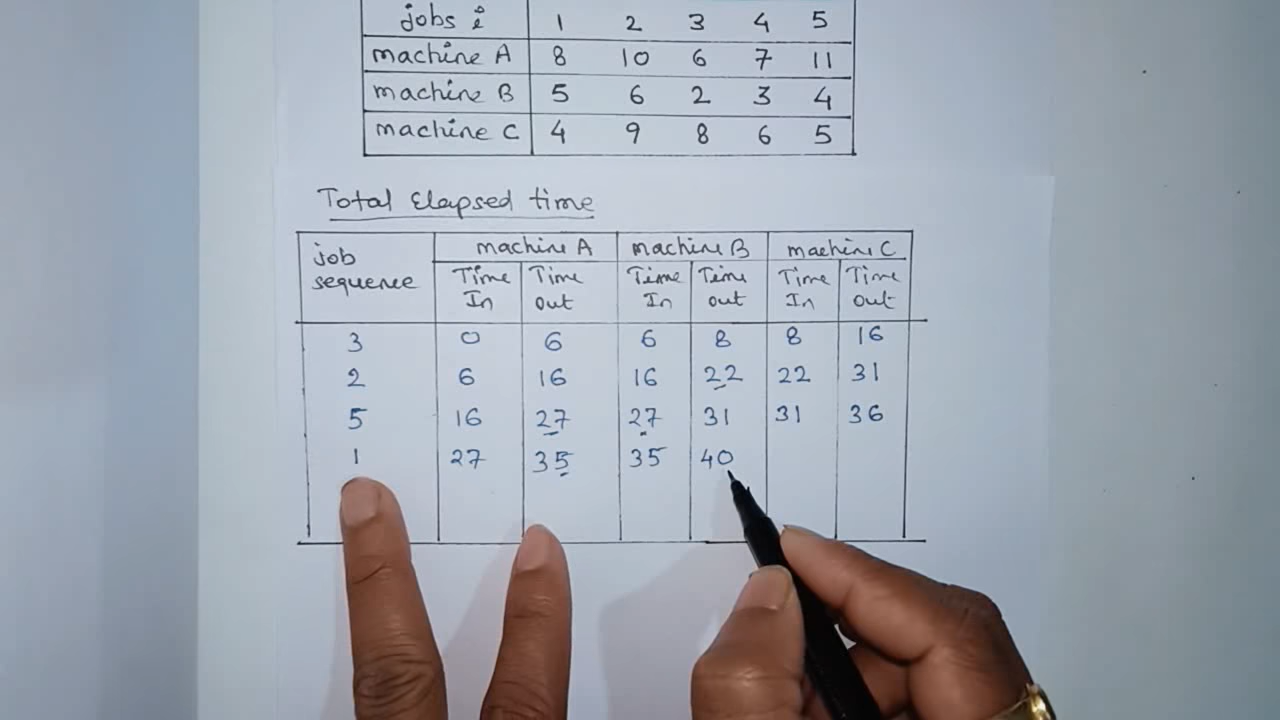 jobs i 1 2 3 4 5
machine A 8 10 6 7 11
machine B 5 6 2 3 4
machine C 4 9 8 6 5
Total Elapsed time
job sequence machine A machine B machine C
Time In Time out Time In Time out Time In Time out
3 0 6 6 8 8 16
2 6 16 16 22 22 31
5 16 27 27 31 31 36
1 27 35 35 40